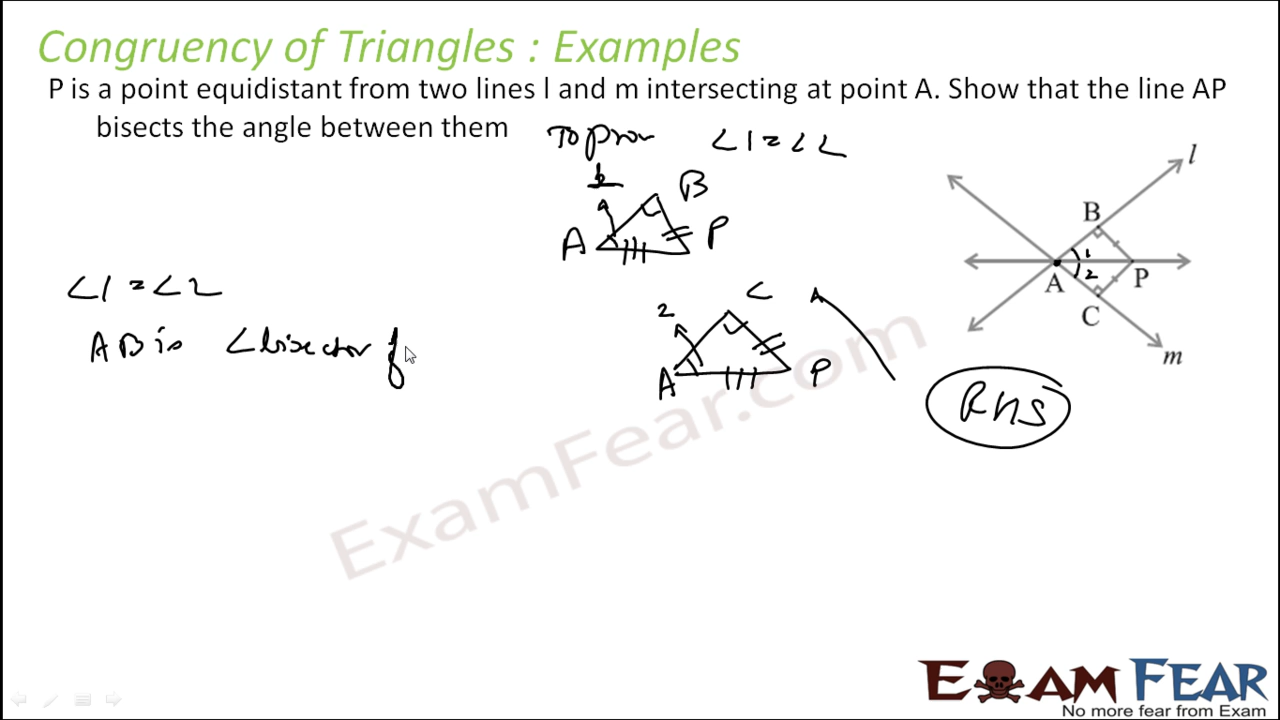 Congruency of Triangles : Examples
P is a point equidistant from two lines l and m intersecting at point A. Show that the line AP
bisects the angle between them
To prov ∠1=∠2
1 B
A P
∠1=∠2
AB is ∠bisector of
2 C
A P
RHS
l
B
1
A 2 P
C
m
ExamFear.com
EXAM FEAR
No more fear from Exam